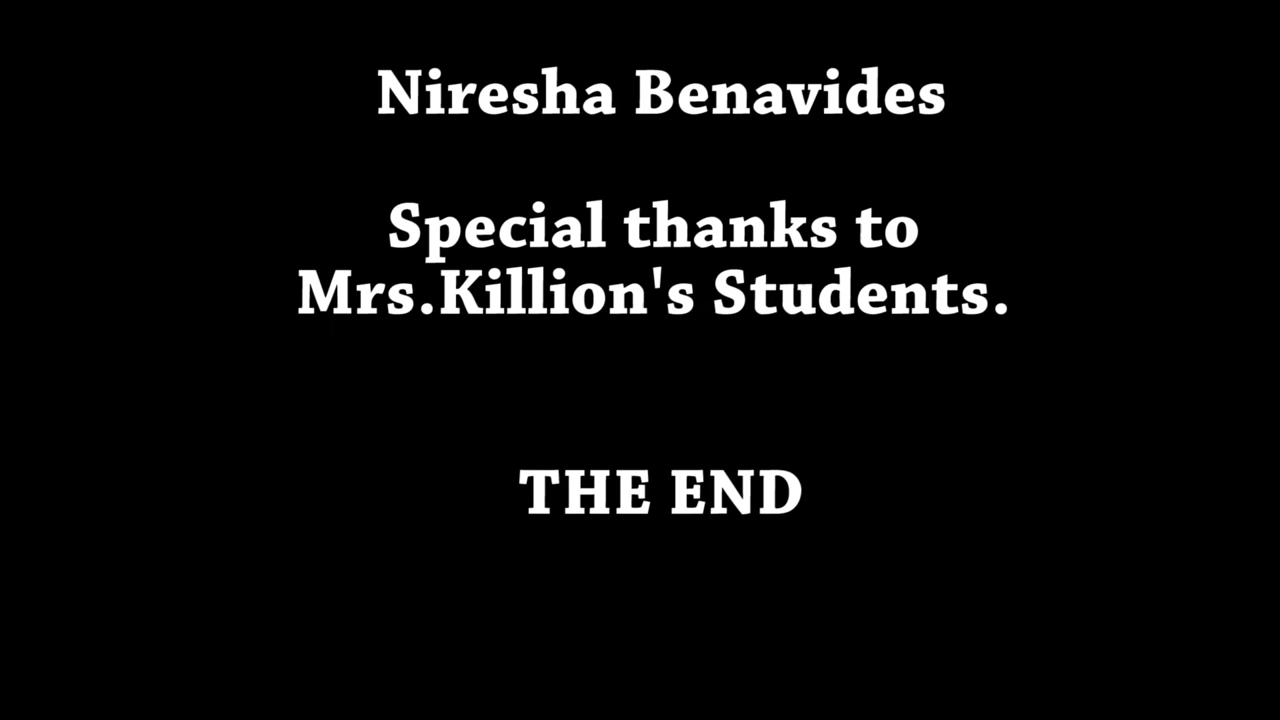 Niresha Benavides
Special thanks to
Mrs.Killion's Students.
THE END